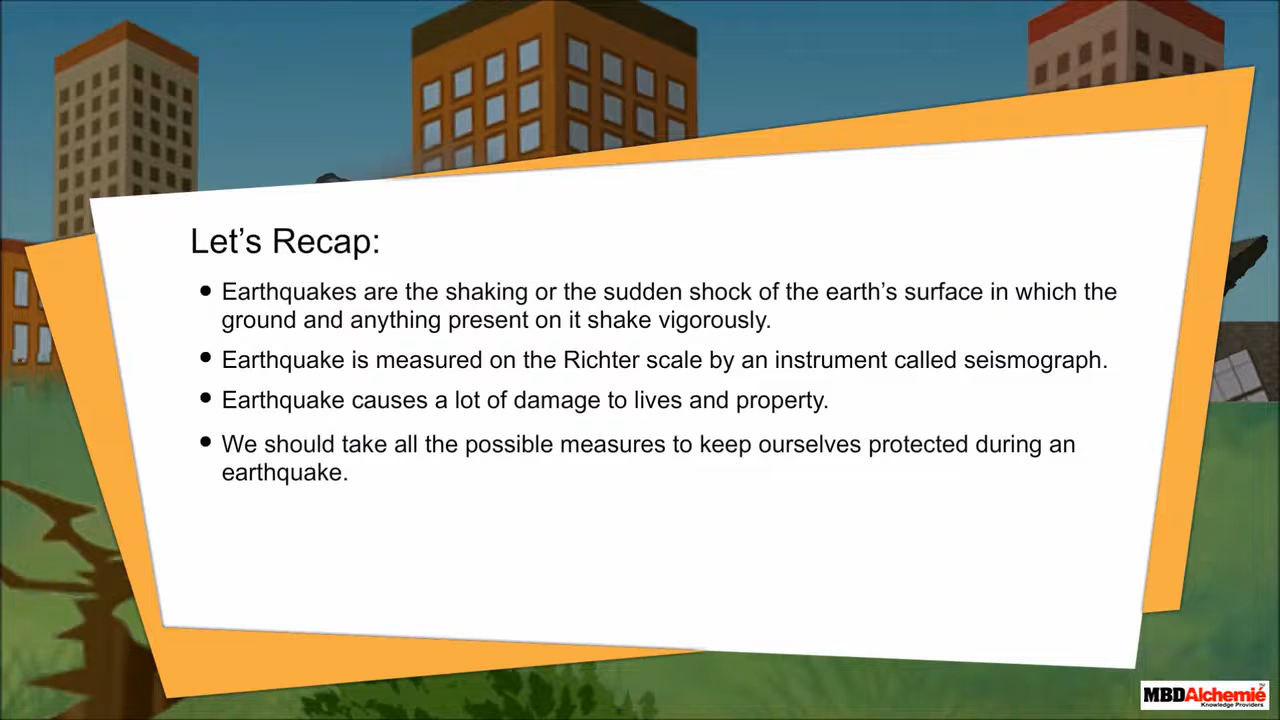 Let’s Recap:
• Earthquakes are the shaking or the sudden shock of the earth’s surface in which the
ground and anything present on it shake vigorously.
• Earthquake is measured on the Richter scale by an instrument called seismograph.
• Earthquake causes a lot of damage to lives and property.
• We should take all the possible measures to keep ourselves protected during an
earthquake.
MBDAlchemié™
Knowledge Providers